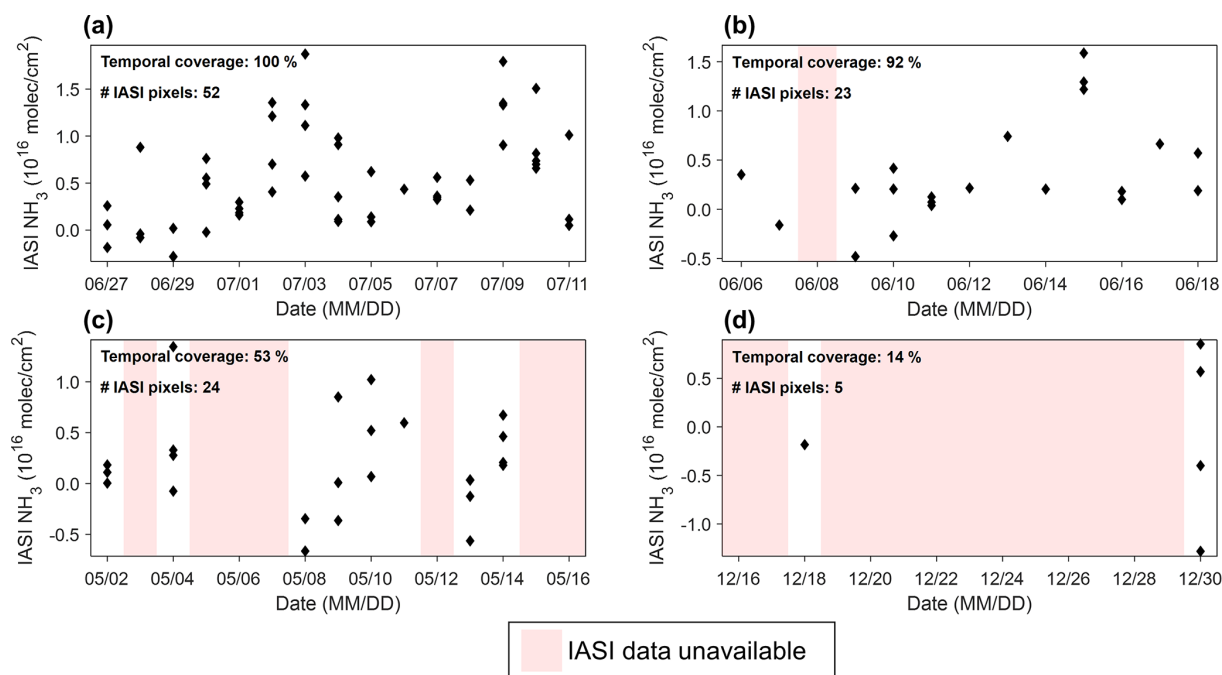 (a)
Temporal coverage: 100 %
# IASI pixels: 52
IASI NH3 (10^16 molec/cm^2)
1.5
1.0
0.5
0.0
06/27 06/29 07/01 07/03 07/05 07/07 07/09 07/11
Date (MM/DD)
(b)
Temporal coverage: 92 %
# IASI pixels: 23
IASI NH3 (10^16 molec/cm^2)
1.5
1.0
0.5
0.0
-0.5
06/06 06/08 06/10 06/12 06/14 06/16 06/18
Date (MM/DD)
(c)
Temporal coverage: 53 %
# IASI pixels: 24
IASI NH3 (10^16 molec/cm^2)
1.0
0.5
0.0
-0.5
05/02 05/04 05/06 05/08 05/10 05/12 05/14 05/16
Date (MM/DD)
(d)
Temporal coverage: 14 %
# IASI pixels: 5
IASI NH3 (10^16 molec/cm^2)
0.5
0.0
-0.5
-1.0
12/16 12/18 12/20 12/22 12/24 12/26 12/28 12/30
Date (MM/DD)
IASI data unavailable